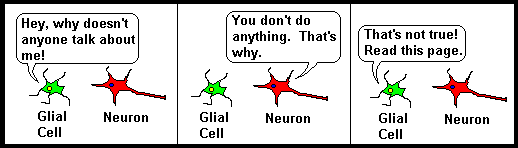 Hey, why doesn't
anyone talk about
me!
Glial
Cell
Neuron
You don't do
anything.  That's
why.
Glial
Cell
Neuron
That's not true!
Read this page.
Glial
Cell
Neuron